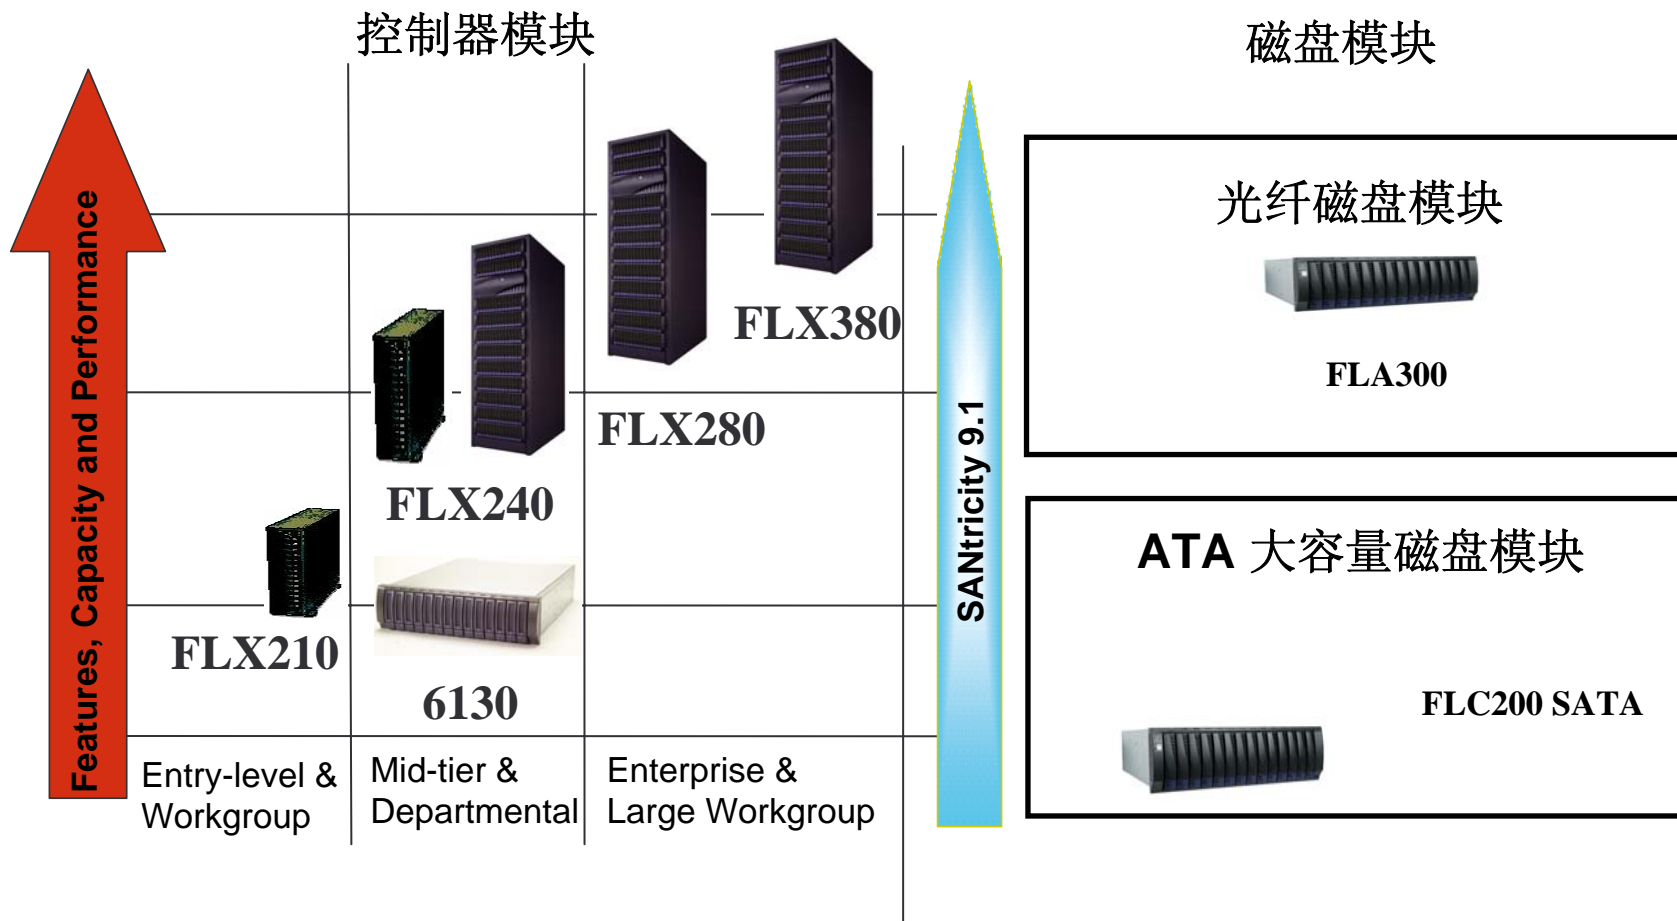 控制器模块
磁盘模块
Features, Capacity and Performance
FLX380
FLX280
FLX240
FLX210
6130
Entry-level &
Workgroup
Mid-tier &
Departmental
Enterprise &
Large Workgroup
SANtricity 9.1
光纤磁盘模块
FLA300
ATA 大容量磁盘模块
FLC200 SATA